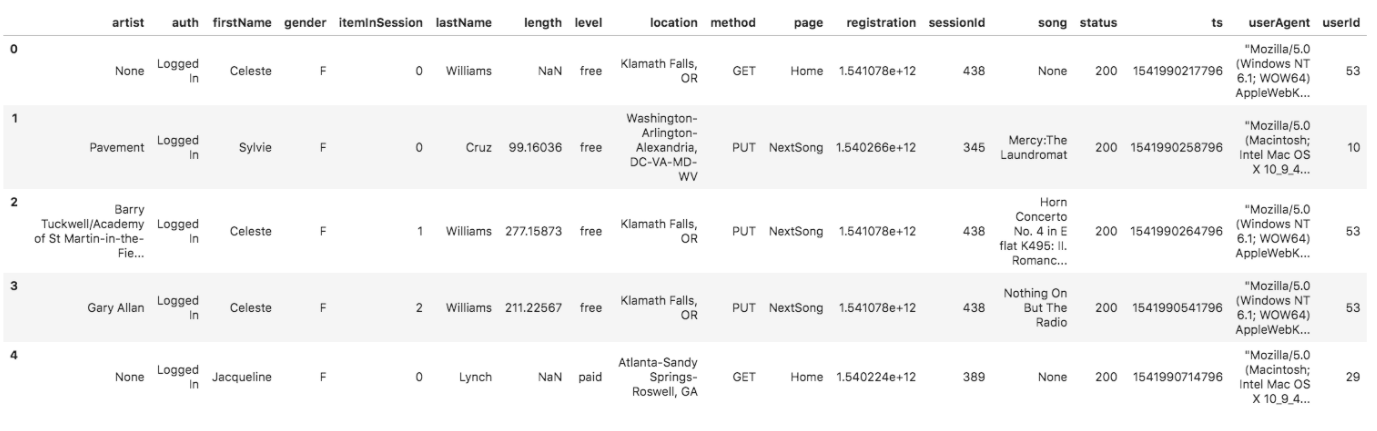 artist auth firstName gender itemInSession lastName length level location method page registration sessionId song status ts userAgent userId
0 None Logged In Celeste F 0 Williams NaN free Klamath Falls, OR GET Home 1.541078e+12 438 None 200 1541990217796 "Mozilla/5.0 (Windows NT 6.1; WOW64) AppleWebK... 53
1 Pavement Logged In Sylvie F 0 Cruz 99.16036 free Washington-Arlington-Alexandria, DC-VA-MD-WV PUT NextSong 1.540266e+12 345 Mercy:The Laundromat 200 1541990258796 "Mozilla/5.0 (Macintosh; Intel Mac OS X 10_9_4... 10
2 Barry Tuckwell/Academy of St Martin-in-the-Fie... Logged In Celeste F 1 Williams 277.15873 free Klamath Falls, OR PUT NextSong 1.541078e+12 438 Horn Concerto No. 4 in E flat K495: II. Romanc... 200 1541990264796 "Mozilla/5.0 (Windows NT 6.1; WOW64) AppleWebK... 53
3 Gary Allan Logged In Celeste F 2 Williams 211.22567 free Klamath Falls, OR PUT NextSong 1.541078e+12 438 Nothing On But The Radio 200 1541990541796 "Mozilla/5.0 (Windows NT 6.1; WOW64) AppleWebK... 53
4 None Logged In Jacqueline F 0 Lynch NaN paid Atlanta-Sandy Springs-Roswell, GA GET Home 1.540224e+12 389 None 200 1541990714796 "Mozilla/5.0 (Macintosh; Intel Mac OS X 10_9_4... 29